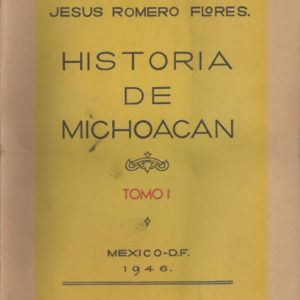 JESUS ROMERO FLORES.
HISTORIA
DE
MICHOACAN
TOMO I
MEXICO-D.F.
1946.